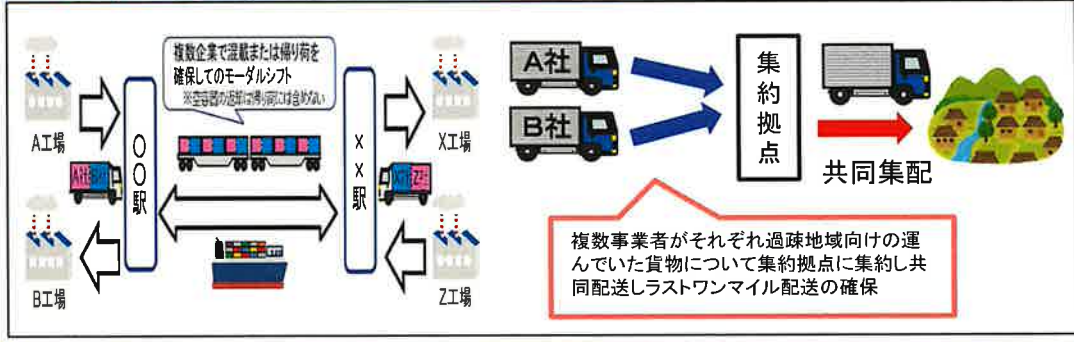 複数企業で混載または帰り荷を
確保してのモーダルシフト
※空容器の返却は帰り荷には含めない
A工場
B工場
○○駅
××駅
X工場
Z工場
A社
A社
B社
集約拠点
共同集配
複数事業者がそれぞれ過疎地域向けの運
んでいた貨物について集約拠点に集約し共
同配送しラストワンマイル配送の確保